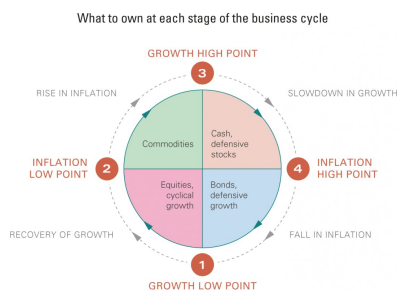 What to own at each stage of the business cycle
GROWTH HIGH POINT
3
RISE IN INFLATION
SLOWDOWN IN GROWTH
Commodities
Cash,
defensive
stocks
INFLATION
LOW POINT
2
4
INFLATION
HIGH POINT
Equities,
cyclical
growth
Bonds,
defensive
growth
RECOVERY OF GROWTH
FALL IN INFLATION
1
GROWTH LOW POINT